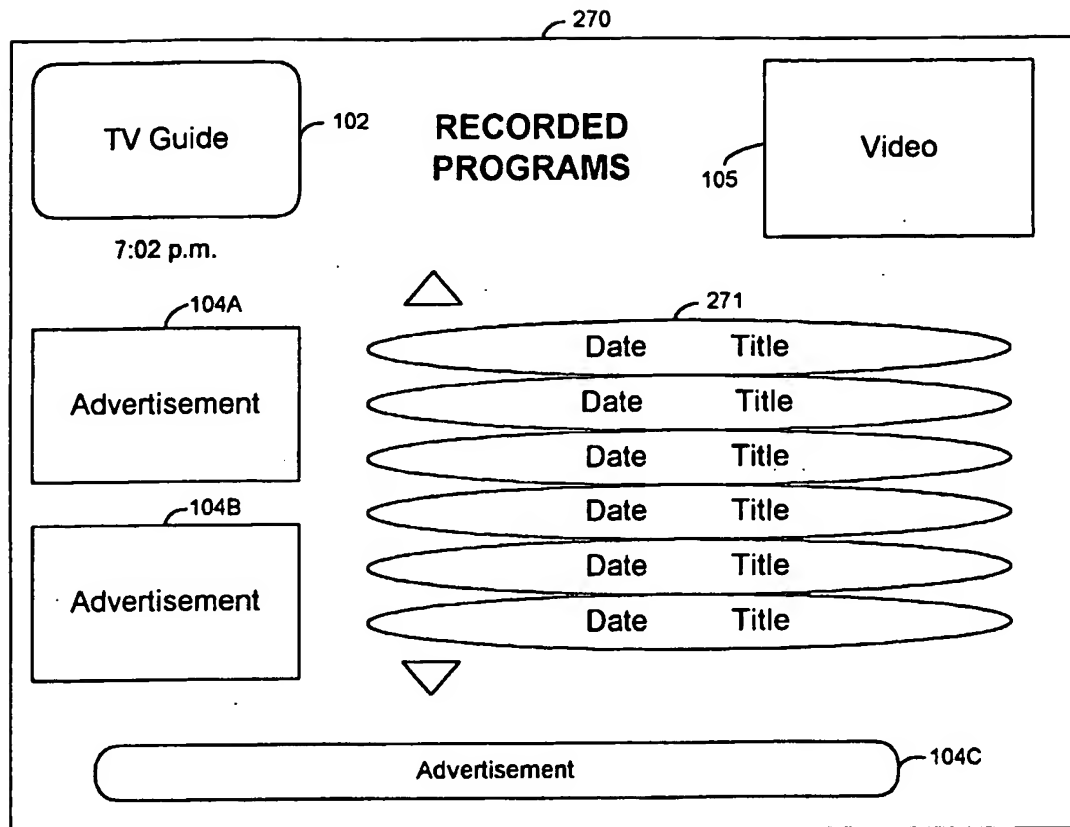 270
TV Guide
102
RECORDED
PROGRAMS
105
Video
7:02 p.m.
104A
Advertisement
104B
Advertisement
271
Date Title
Date Title
Date Title
Date Title
Date Title
Date Title
Advertisement
104C